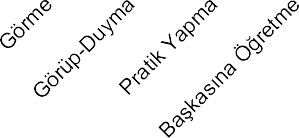 Görme
Görüp-Duyma
Pratik Yapma
Başkasına Öğretme